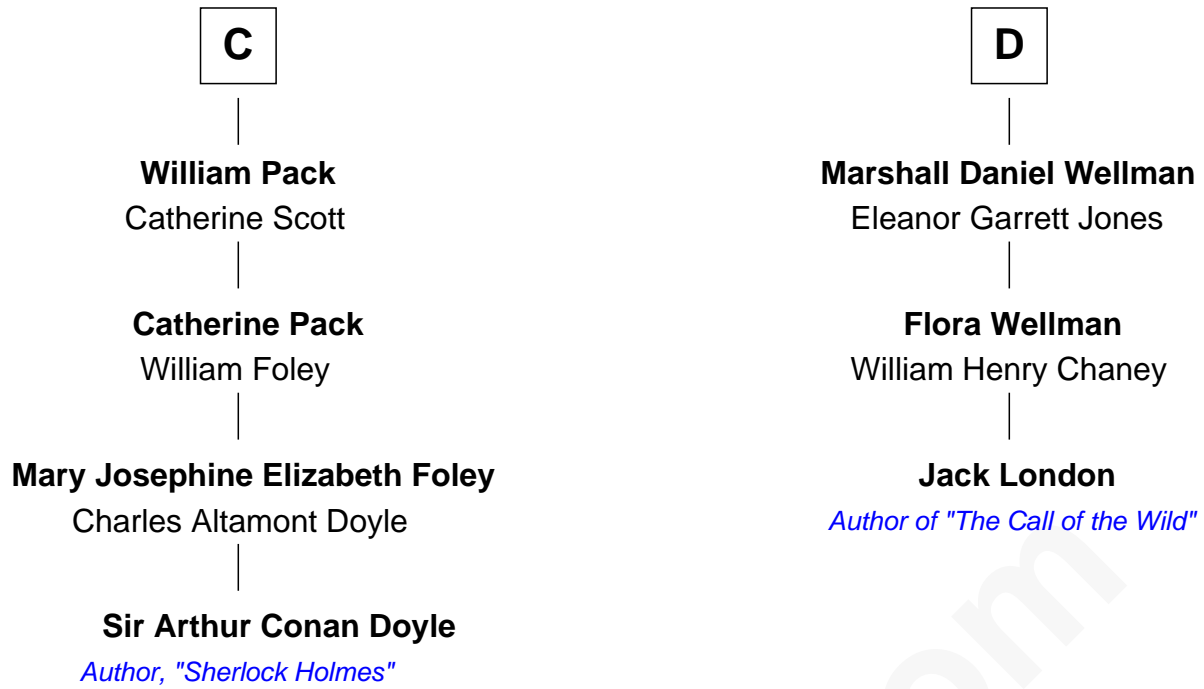 C
William Pack
Catherine Scott
Catherine Pack
William Foley
Mary Josephine Elizabeth Foley
Charles Altamont Doyle
Sir Arthur Conan Doyle
Author, "Sherlock Holmes"
D
Marshall Daniel Wellman
Eleanor Garrett Jones
Flora Wellman
William Henry Chaney
Jack London
Author of "The Call of the Wild"
om